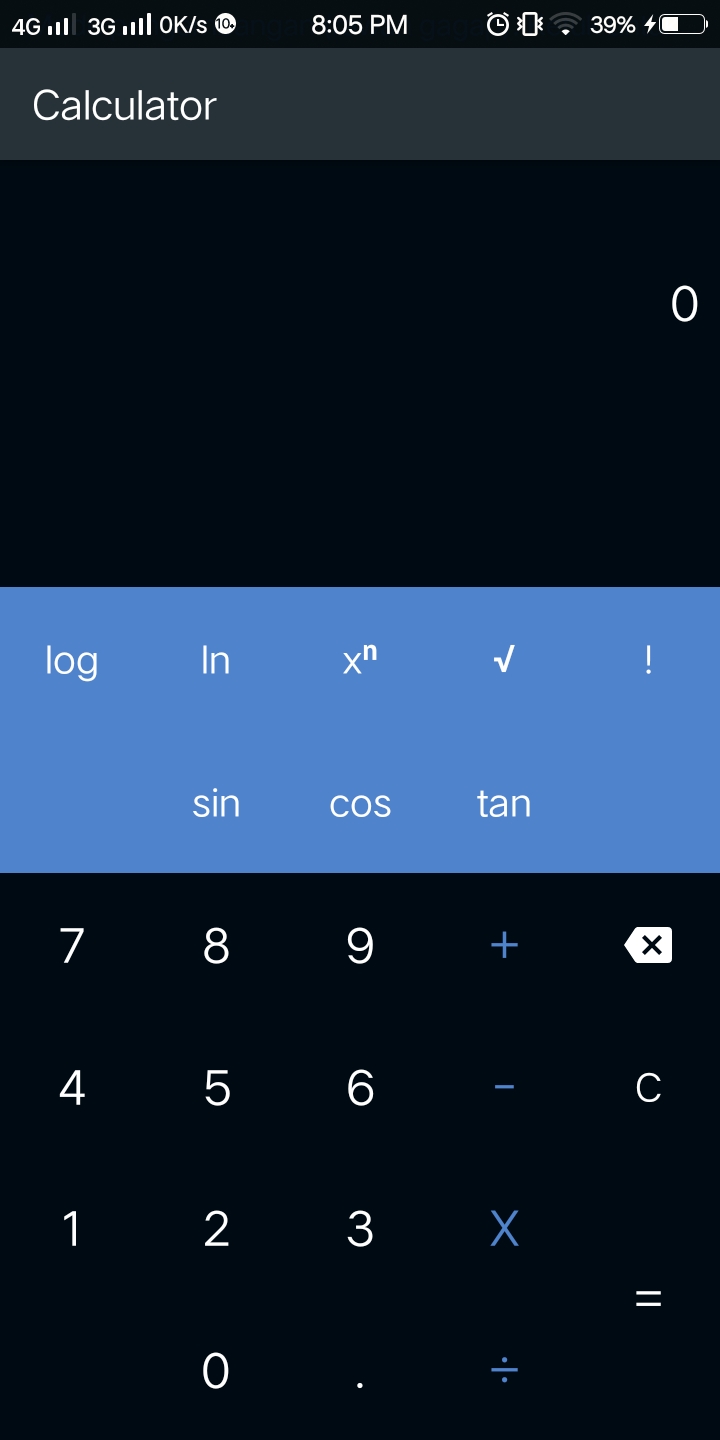 4G 3G 0K/s 10+ 8:05 PM 39%
Calculator
0
log ln xⁿ √ !
sin cos tan
7 8 9 +
4 5 6 - C
1 2 3 X
=
0 . ÷